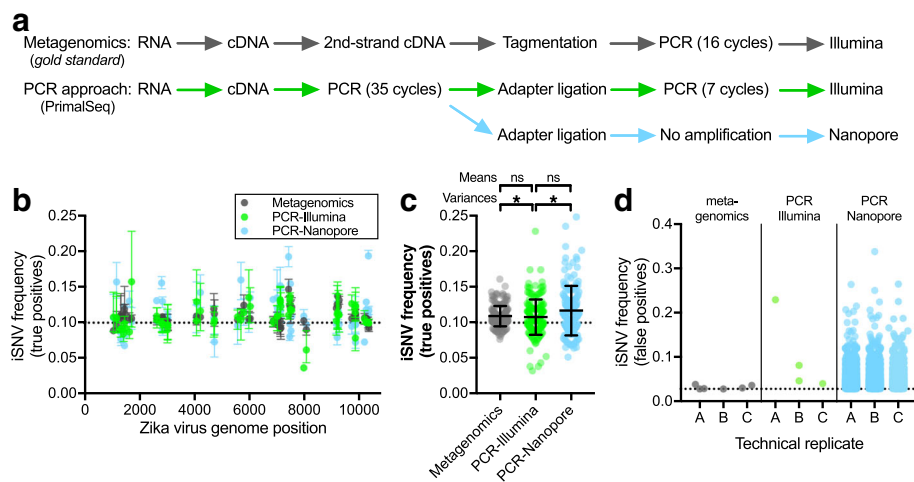 a
Metagenomics: RNA cDNA 2nd-strand cDNA Tagmentation PCR (16 cycles) Illumina
(gold standard)
PCR approach: RNA cDNA PCR (35 cycles) Adapter ligation PCR (7 cycles) Illumina
(PrimalSeq)
Adapter ligation No amplification Nanopore
b
Metagenomics
PCR-Illumina
PCR-Nanopore
iSNV frequency
(true positives)
0.25
0.20
0.15
0.10
0.05
0.00
0 2000 4000 6000 8000 10000
Zika virus genome position
c
Means ns ns
Variances * *
iSNV frequency
(true positives)
0.25
0.20
0.15
0.10
0.05
0.00
Metagenomics
PCR-Illumina
PCR-Nanopore
d
meta-
genomics
PCR
Illumina
PCR
Nanopore
iSNV frequency
(false positives)
0.4
0.3
0.2
0.1
0.0
A B C A B C A B C
Technical replicate